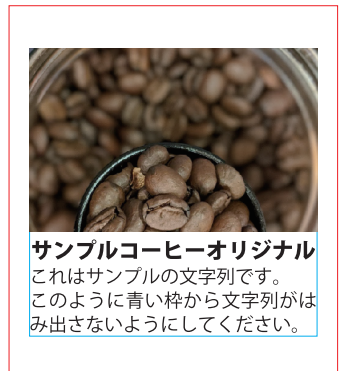 サンプルコーヒーオリジナル
これはサンプルの文字列です。
このように青い枠から文字列がは
み出さないようにしてください。